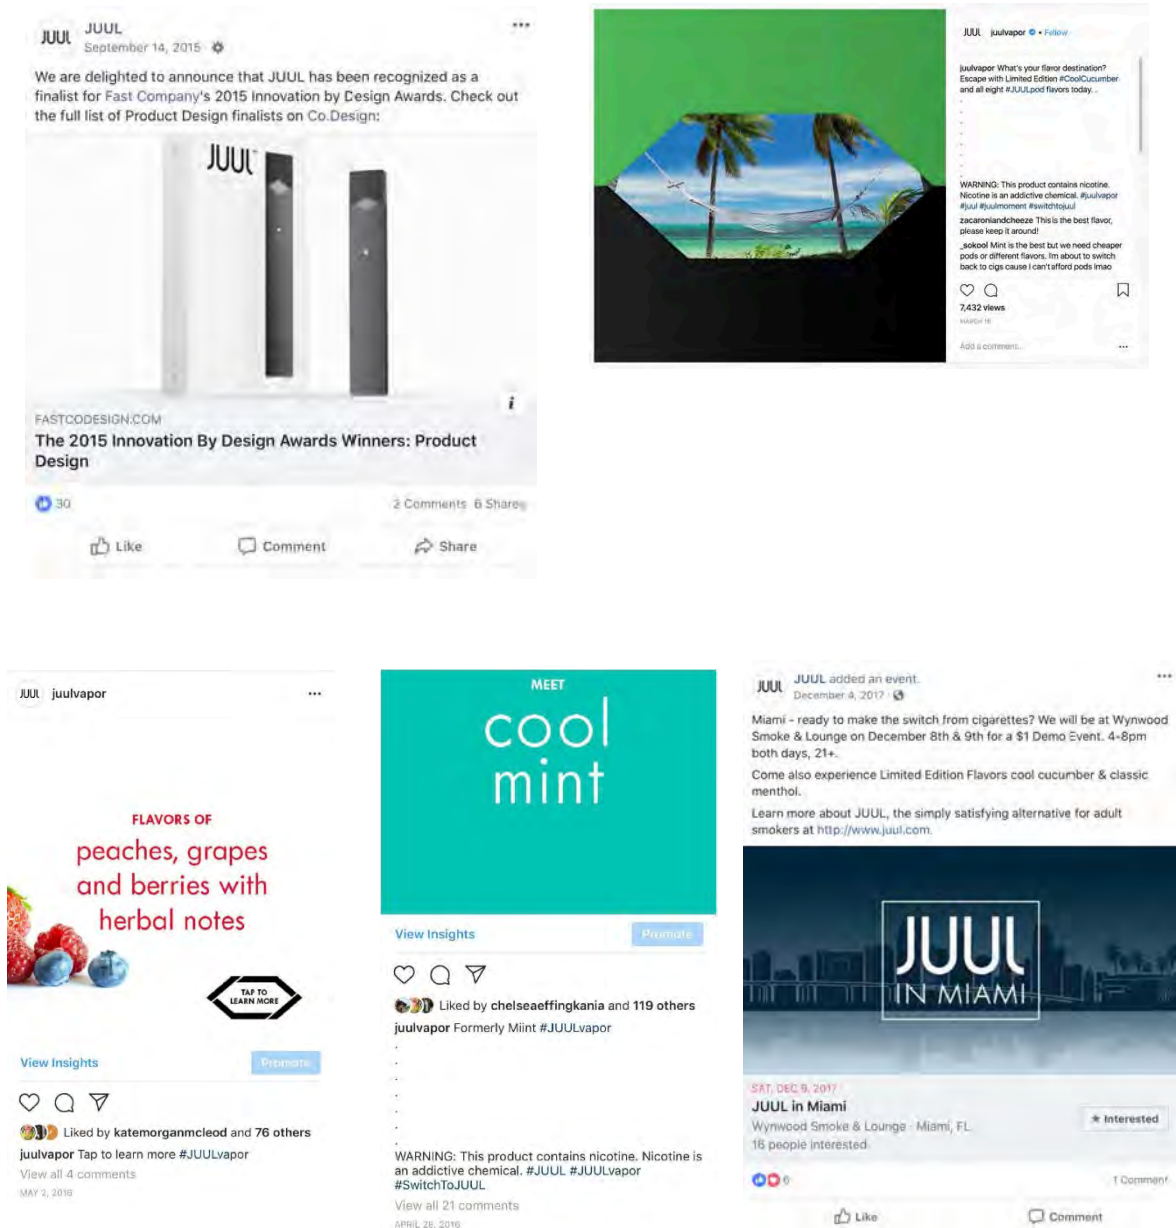 JUUL
JUUL
September 14, 2015
We are delighted to announce that JUUL has been recognized as a
finalist for Fast Company's 2015 Innovation by Design Awards. Check out
the full list of Product Design finalists on Co.Design:
JUUL
i
FASTCODESIGN.COM
The 2015 Innovation By Design Awards Winners: Product
Design
30
2 Comments 6 Shares
Like
Comment
Share
JUUL juulvapor • Follow
juulvapor What's your flavor destination?
Escape with Limited Edition #CoolCucumber
and all eight #JUULpod flavors today. .
.
.
.
.
.
.
.
WARNING: This product contains nicotine.
Nicotine is an addictive chemical. #juulvapor
#juul #juulmoment #switchtojuul
zacaroniandcheeze This is the best flavor,
please keep it around!
_sokool Mint is the best but we need cheaper
pods or different flavors. Im about to switch
back to cigs cause I can't afford pods lmao
7,432 views
MARCH 16
Add a comment...
JUUL juulvapor
FLAVORS OF
peaches, grapes
and berries with
herbal notes
TAP TO
LEARN MORE
View Insights
Promote
Liked by katemorganmcleod and 76 others
juulvapor Tap to learn more #JUULvapor
View all 4 comments
MAY 2, 2016
MEET
cool
mint
View Insights
Promote
Liked by chelseaeffingkania and 119 others
juulvapor Formerly Miint #JUULvapor
.
.
.
.
.
.
.
WARNING: This product contains nicotine. Nicotine is
an addictive chemical. #JUUL #JUULvapor
#SwitchToJUUL
View all 21 comments
APRIL 28, 2016
JUUL
JUUL added an event.
December 4, 2017
Miami - ready to make the switch from cigarettes? We will be at Wynwood
Smoke & Lounge on December 8th & 9th for a $1 Demo Event. 4-8pm
both days, 21+.
Come also experience Limited Edition Flavors cool cucumber & classic
menthol.
Learn more about JUUL, the simply satisfying alternative for adult
smokers at http://www.juul.com.
JUUL
IN MIAMI
SAT, DEC 9, 2017
JUUL in Miami
Wynwood Smoke & Lounge · Miami, FL
16 people interested
Interested
6
1 Comment
Like
Comment